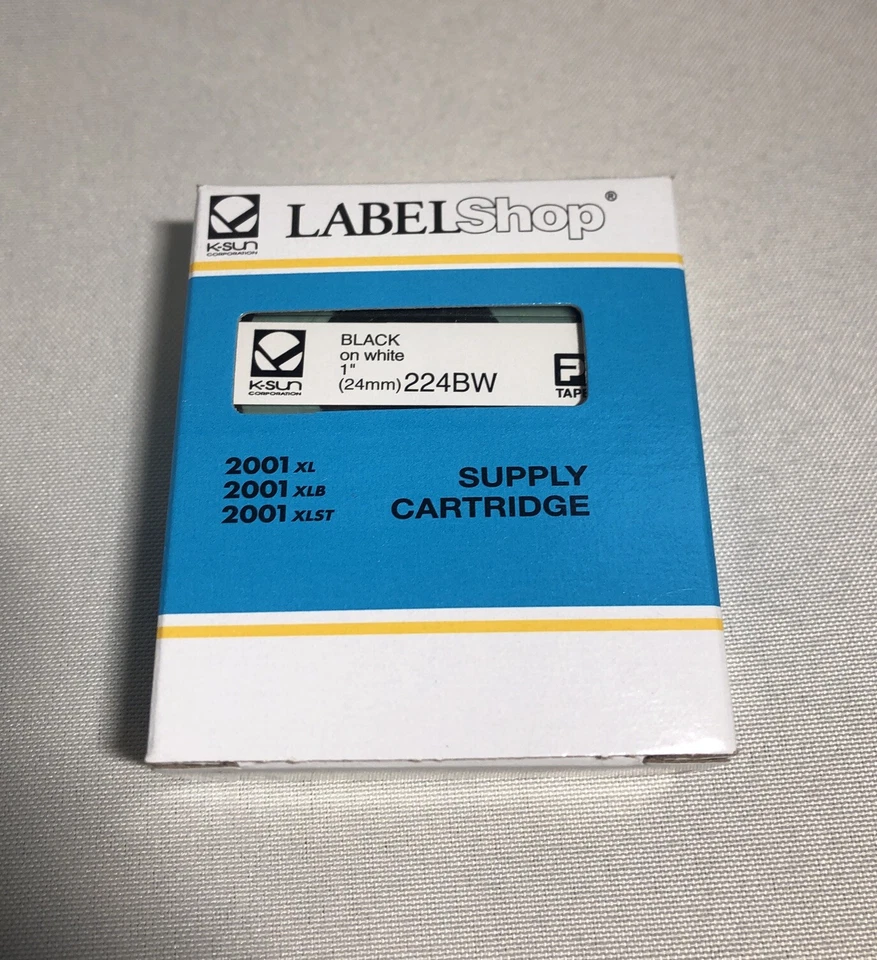 LABELShop®
K-SUN
CORPORATION
BLACK
on white
1"
(24mm) 224BW
K-SUN
CORPORATION
TAPE
2001 XL
2001 XLB
2001 XLST
SUPPLY
CARTRIDGE